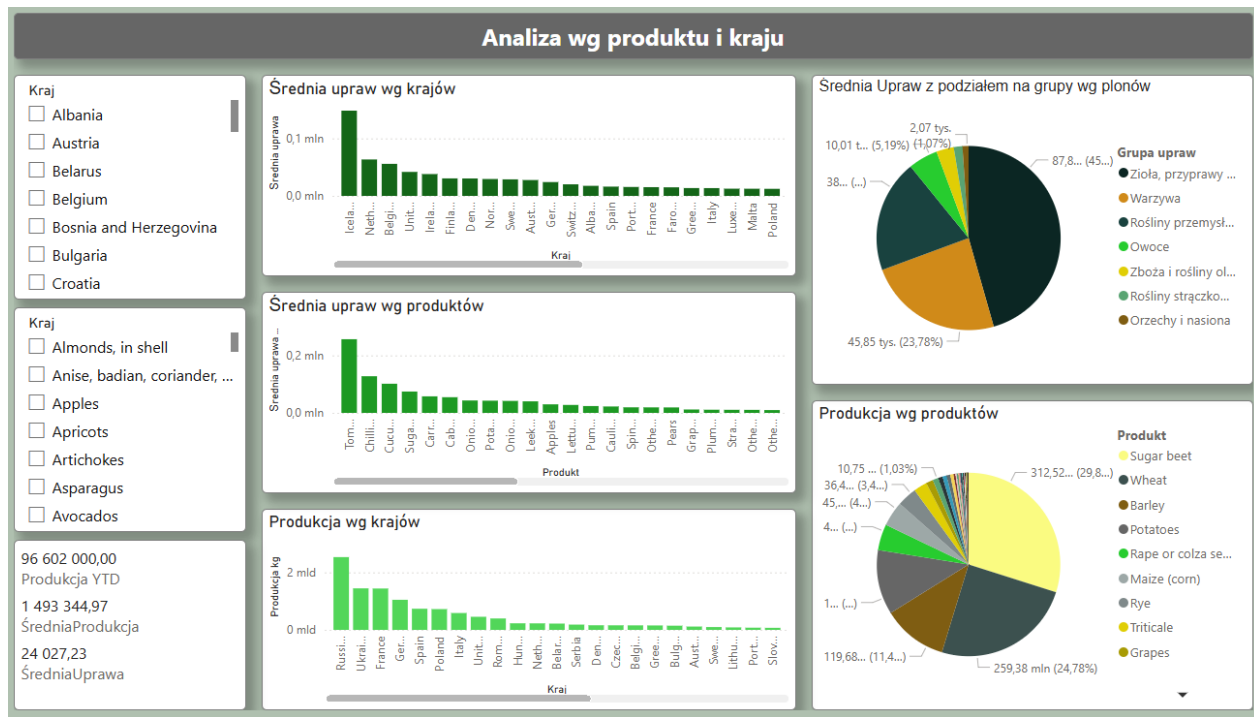 Analiza wg produktu i kraju
Kraj
Albania
Austria
Belarus
Belgium
Bosnia and Herzegovina
Bulgaria
Croatia
Kraj
Almonds, in shell
Anise, badian, coriander, ...
Apples
Apricots
Artichokes
Asparagus
Avocados
96 602 000,00
Produkcja YTD
1 493 344,97
ŚredniaProdukcja
24 027,23
ŚredniaUprawa
Średnia upraw wg krajów
Średnia uprawa
0,1 mln
0,0 mln
Icela...
Neth...
Belgi...
Unit...
Irela...
Finla...
Den...
Nor...
Swe...
Aust...
Ger...
Switz...
Alba...
Spain
Port...
France
Faro...
Gree...
Italy
Luxe...
Malta
Poland
Kraj
Średnia upraw wg produktów
Średnia uprawa ...
0,2 mln
0,0 mln
Tom...
Chilli...
Cucu...
Suga...
Carr...
Cab...
Onio...
Pota...
Onio...
Leek...
Apples
Lettu...
Pum...
Cauli...
Spin...
Othe...
Pears
Grap...
Plum...
Stra...
Othe...
Othe...
Produkt
Produkcja wg krajów
Produkcja kg
2 mld
0 mld
Russi...
Ukrai...
France
Ger...
Spain
Poland
Italy
Unit...
Rom...
Hun...
Neth...
Belar...
Serbia
Den...
Czec...
Belgi...
Gree...
Bulg...
Aust...
Swe...
Lithu...
Port...
Slov...
Kraj
Średnia Upraw z podziałem na grupy wg plonów
2,07 tys.
(1,07%)
10,01 t... (5,19%)
38... (...)
87,8... (45...)
45,85 tys. (23,78%)
Grupa upraw
Zioła, przyprawy ...
Warzywa
Rośliny przemysł...
Owoce
Zboża i rośliny ol...
Rośliny strączko...
Orzechy i nasiona
Produkcja wg produktów
10,75 ... (1,03%)
36,4... (3,4...)
45,... (4...)
4... (...)
1... (...)
119,68... (11,4...)
312,52... (29,8...)
259,38 mln (24,78%)
Produkt
Sugar beet
Wheat
Barley
Potatoes
Rape or colza se...
Maize (corn)
Rye
Triticale
Grapes